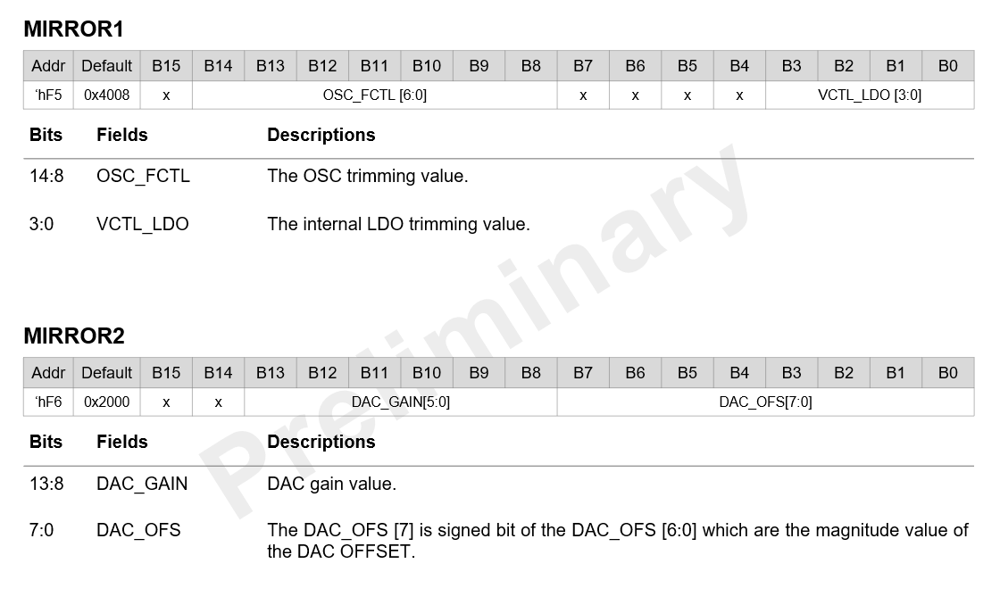 MIRROR1
Addr Default B15 B14 B13 B12 B11 B10 B9 B8 B7 B6 B5 B4 B3 B2 B1 B0
‘hF5 0x4008 x OSC_FCTL [6:0] x x x x VCTL_LDO [3:0]
Bits Fields Descriptions
14:8 OSC_FCTL The OSC trimming value.
3:0 VCTL_LDO The internal LDO trimming value.
Preliminary
MIRROR2
Addr Default B15 B14 B13 B12 B11 B10 B9 B8 B7 B6 B5 B4 B3 B2 B1 B0
‘hF6 0x2000 x x DAC_GAIN[5:0] DAC_OFS[7:0]
Bits Fields Descriptions
13:8 DAC_GAIN DAC gain value.
7:0 DAC_OFS The DAC_OFS [7] is signed bit of the DAC_OFS [6:0] which are the magnitude value of
the DAC OFFSET.